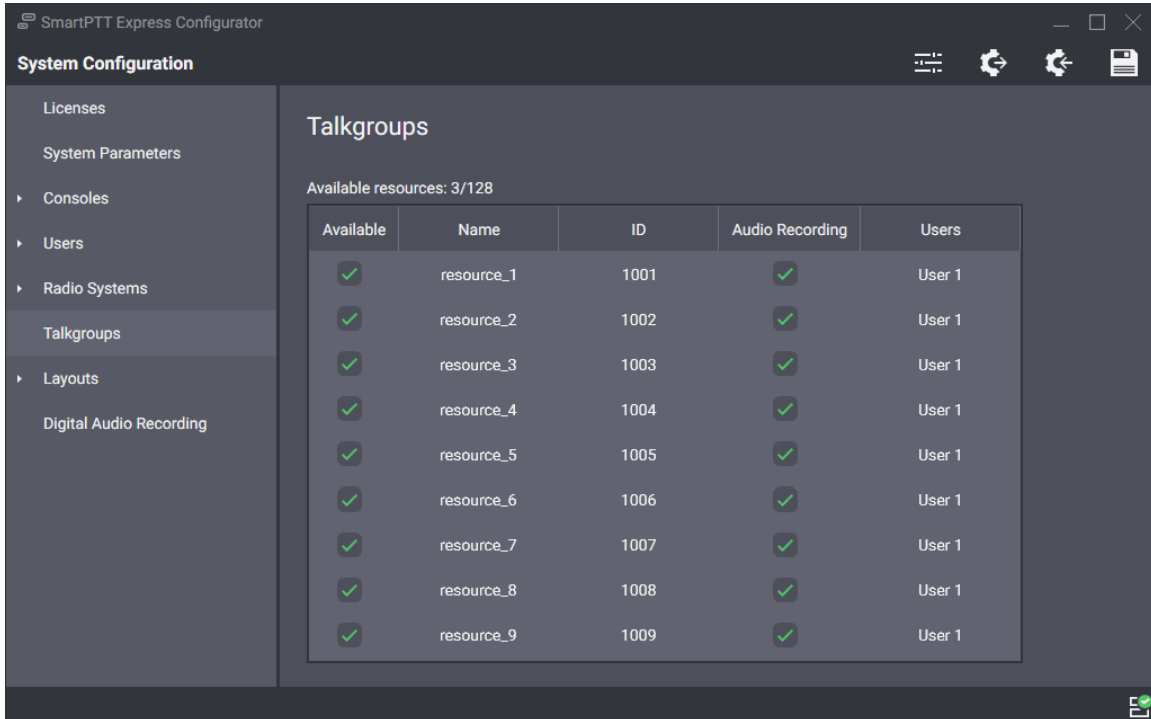 SmartPTT Express Configurator
System Configuration
Licenses
System Parameters
Consoles
Users
Radio Systems
Talkgroups
Layouts
Digital Audio Recording
Talkgroups
Available resources: 3/128
Available Name ID Audio Recording Users
resource_1 1001 User 1
resource_2 1002 User 1
resource_3 1003 User 1
resource_4 1004 User 1
resource_5 1005 User 1
resource_6 1006 User 1
resource_7 1007 User 1
resource_8 1008 User 1
resource_9 1009 User 1